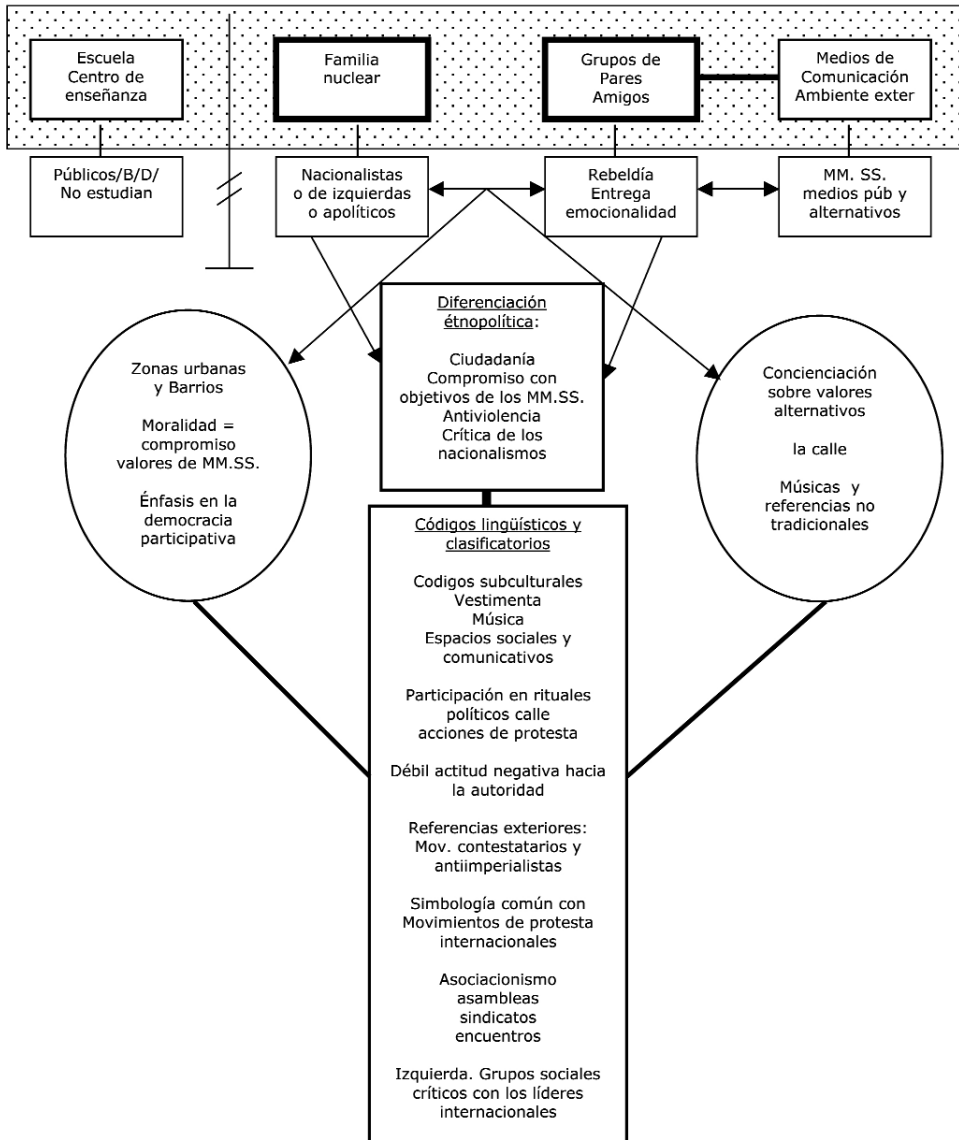 Escuela
Centro de
enseñanza
Familia
nuclear
Grupos de
Pares
Amigos
Medios de
Comunicación
Ambiente exter
Públicos/B/D/
No estudian
Nacionalistas
o de izquierdas
o apolíticos
Rebeldía
Entrega
emocionalidad
MM. SS.
medios púb y
alternativos
Zonas urbanas
y Barrios
Moralidad =
compromiso
valores de MM.SS.
Énfasis en la
democracia
participativa
Diferenciación
étnopolítica:
Ciudadanía
Compromiso con
objetivos de los MM.SS.
Antiviolencia
Crítica de los
nacionalismos
Concienciación
sobre valores
alternativos
la calle
Músicas y
referencias no
tradicionales
Códigos lingüísticos y
clasificatorios
Codigos subculturales
Vestimenta
Música
Espacios sociales y
comunicativos
Participación en rituales
políticos calle
acciones de protesta
Débil actitud negativa hacia
la autoridad
Referencias exteriores:
Mov. contestatarios y
antiimperialistas
Simbología común con
Movimientos de protesta
internacionales
Asociacionismo
asambleas
sindicatos
encuentros
Izquierda. Grupos sociales
críticos con los líderes
internacionales